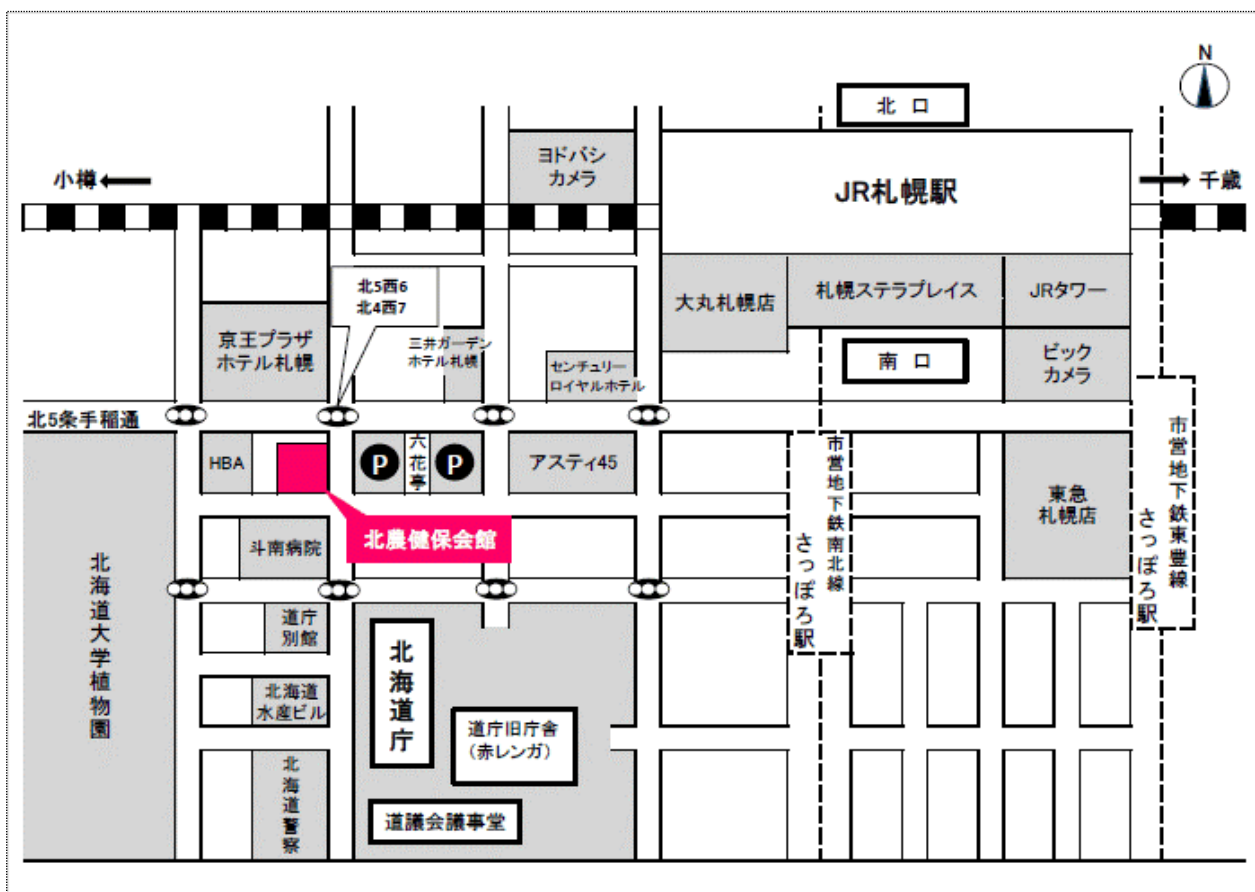 N
北 口
ヨドバシ
カメラ
小樽
JR札幌駅
千歳
北5西6
北4西7
大丸札幌店
札幌ステラプレイス
JRタワー
京王プラザ
ホテル札幌
三井ガーデン
ホテル札幌
センチュリー
ロイヤルホテル
南 口
ビック
カメラ
北5条手稲通
HBA
P
六花亭
P
アスティ45
市営地下鉄南北線
さっぽろ駅
東急
札幌店
市営地下鉄東豊線
さっぽろ駅
北農健保会館
斗南病院
北海道大学植物園
道庁
別館
北海道庁
北海道
水産ビル
道庁旧庁舎
(赤レンガ)
北海道警察
道議会議事堂